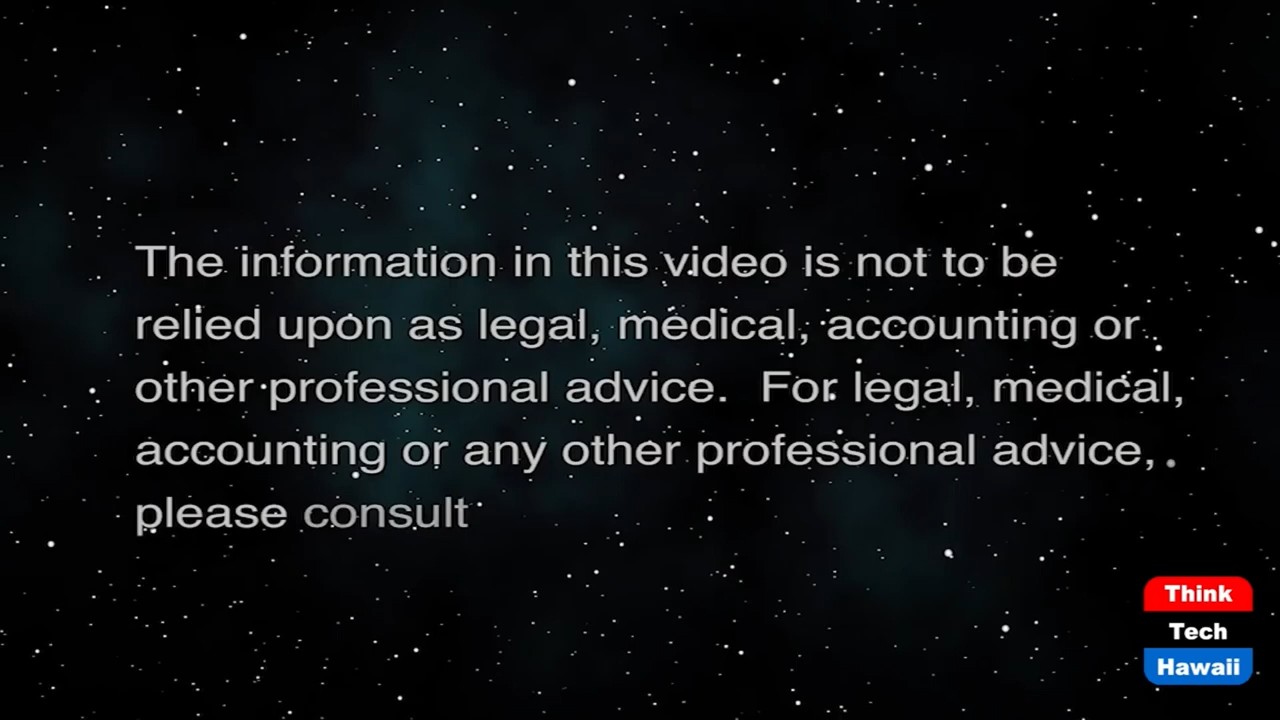 The information in this video is not to be
relied upon as legal, medical, accounting or
other professional advice.  For legal, medical,
accounting or any other professional advice,
please consult
Think
Tech
Hawaii